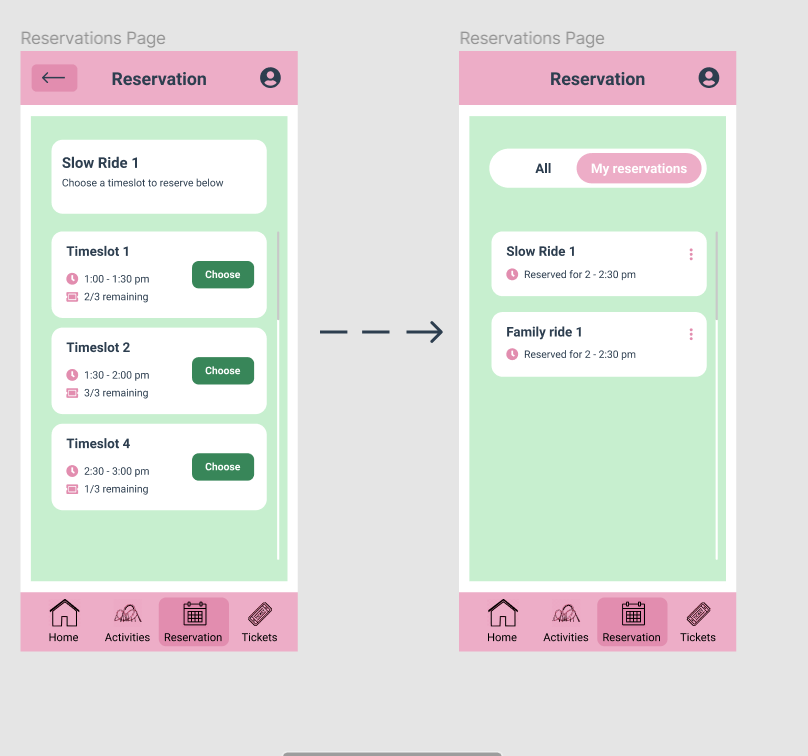 Reservations Page
Reservation
Slow Ride 1
Choose a timeslot to reserve below
Timeslot 1
1:00 - 1:30 pm
Choose
2/3 remaining
Timeslot 2
1:30 - 2:00 pm
Choose
3/3 remaining
Timeslot 4
2:30 - 3:00 pm
Choose
1/3 remaining
Home Activities Reservation Tickets
Reservations Page
Reservation
All My reservations
Slow Ride 1
Reserved for 2 - 2:30 pm
Family ride 1
Reserved for 2 - 2:30 pm
Home Activities Reservation Tickets